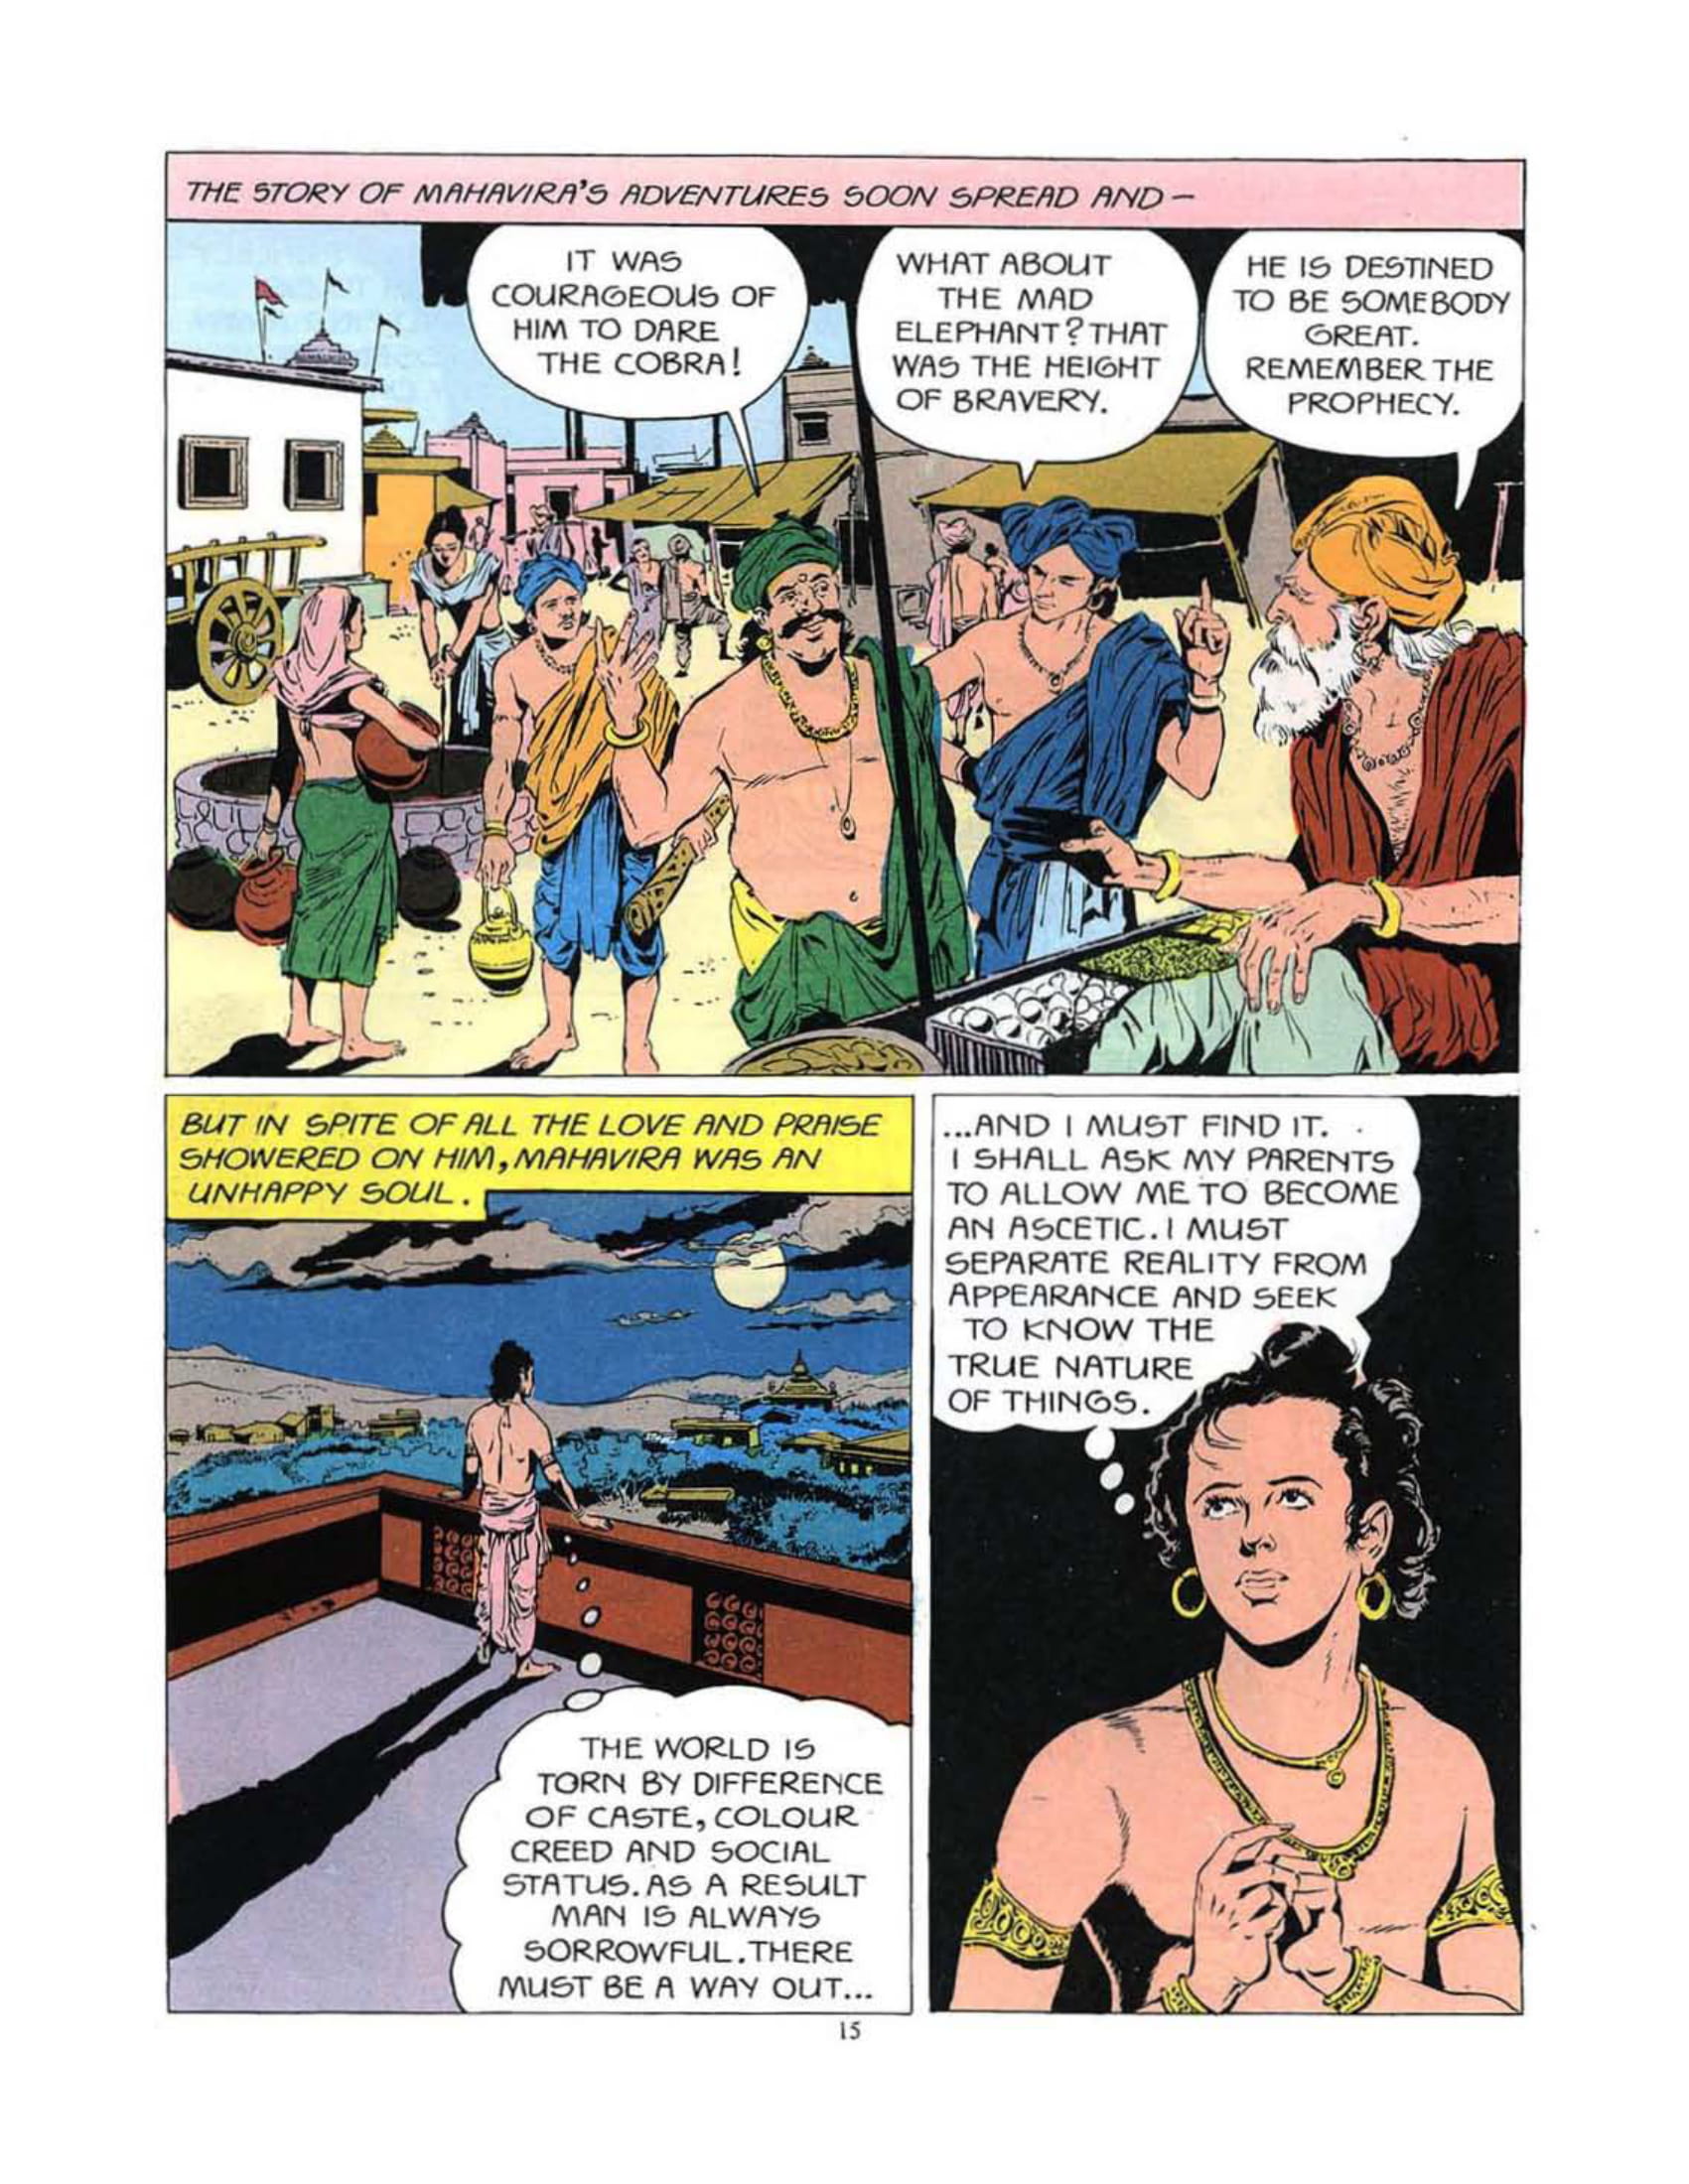 THE STORY OF MAHAVIRA'S ADVENTURES SOON SPREAD AND –
IT WAS
COURAGEOUS OF
HIM TO DARE
THE COBRA!
WHAT ABOUT
THE MAD
ELEPHANT? THAT
WAS THE HEIGHT
OF BRAVERY.
HE IS DESTINED
TO BE SOMEBODY
GREAT.
REMEMBER THE
PROPHECY.
BUT IN SPITE OF ALL THE LOVE AND PRAISE
SHOWERED ON HIM, MAHAVIRA WAS AN
UNHAPPY SOUL.
THE WORLD IS
TORN BY DIFFERENCE
OF CASTE, COLOUR
CREED AND SOCIAL
STATUS. AS A RESULT
MAN IS ALWAYS
SORROWFUL. THERE
MUST BE A WAY OUT...
...AND I MUST FIND IT.
I SHALL ASK MY PARENTS
TO ALLOW ME TO BECOME
AN ASCETIC. I MUST
SEPARATE REALITY FROM
APPEARANCE AND SEEK
TO KNOW THE
TRUE NATURE
OF THINGS.
15